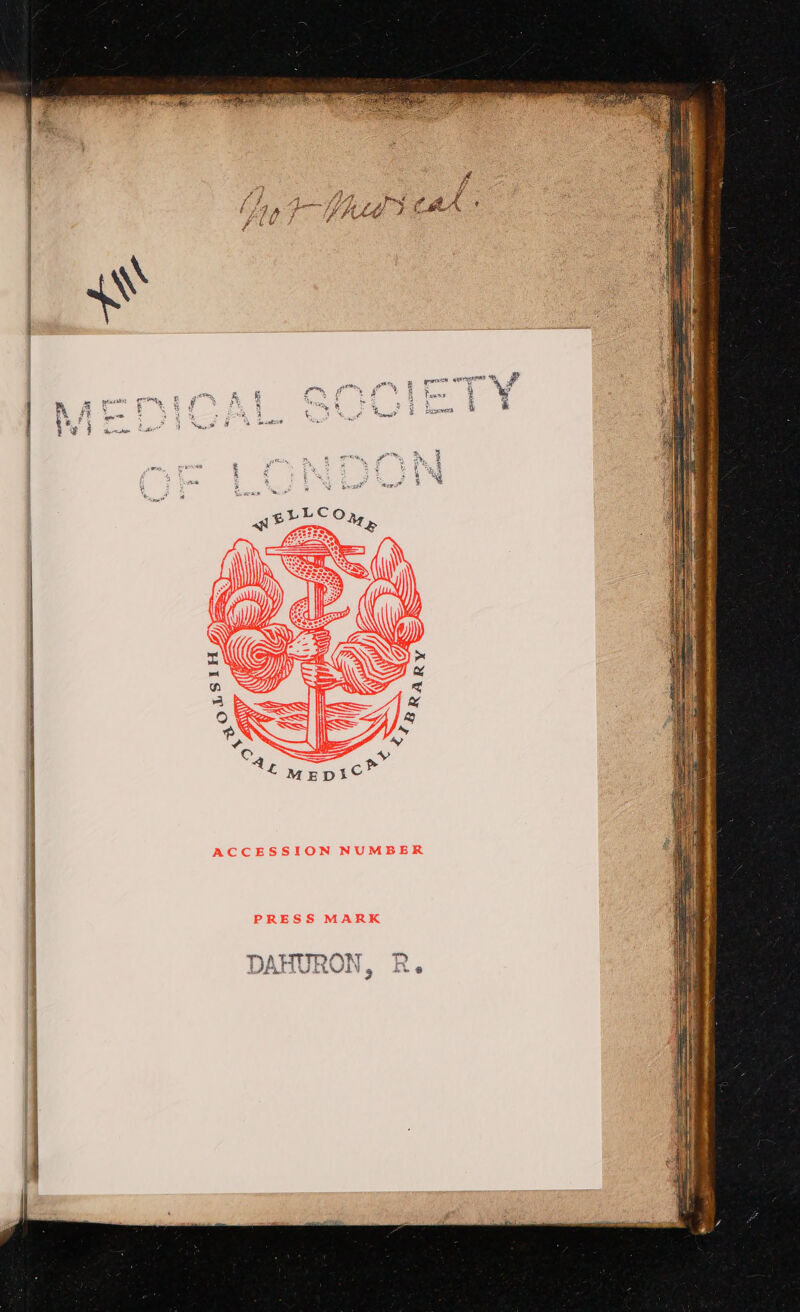 Not Medical.
XIII
MEDICAL SOCIETY
OF LONDON
WELLCOME
HISTORICAL MEDICAL LIBRARY
ACCESSION NUMBER
PRESS MARK
DAHURON, R.